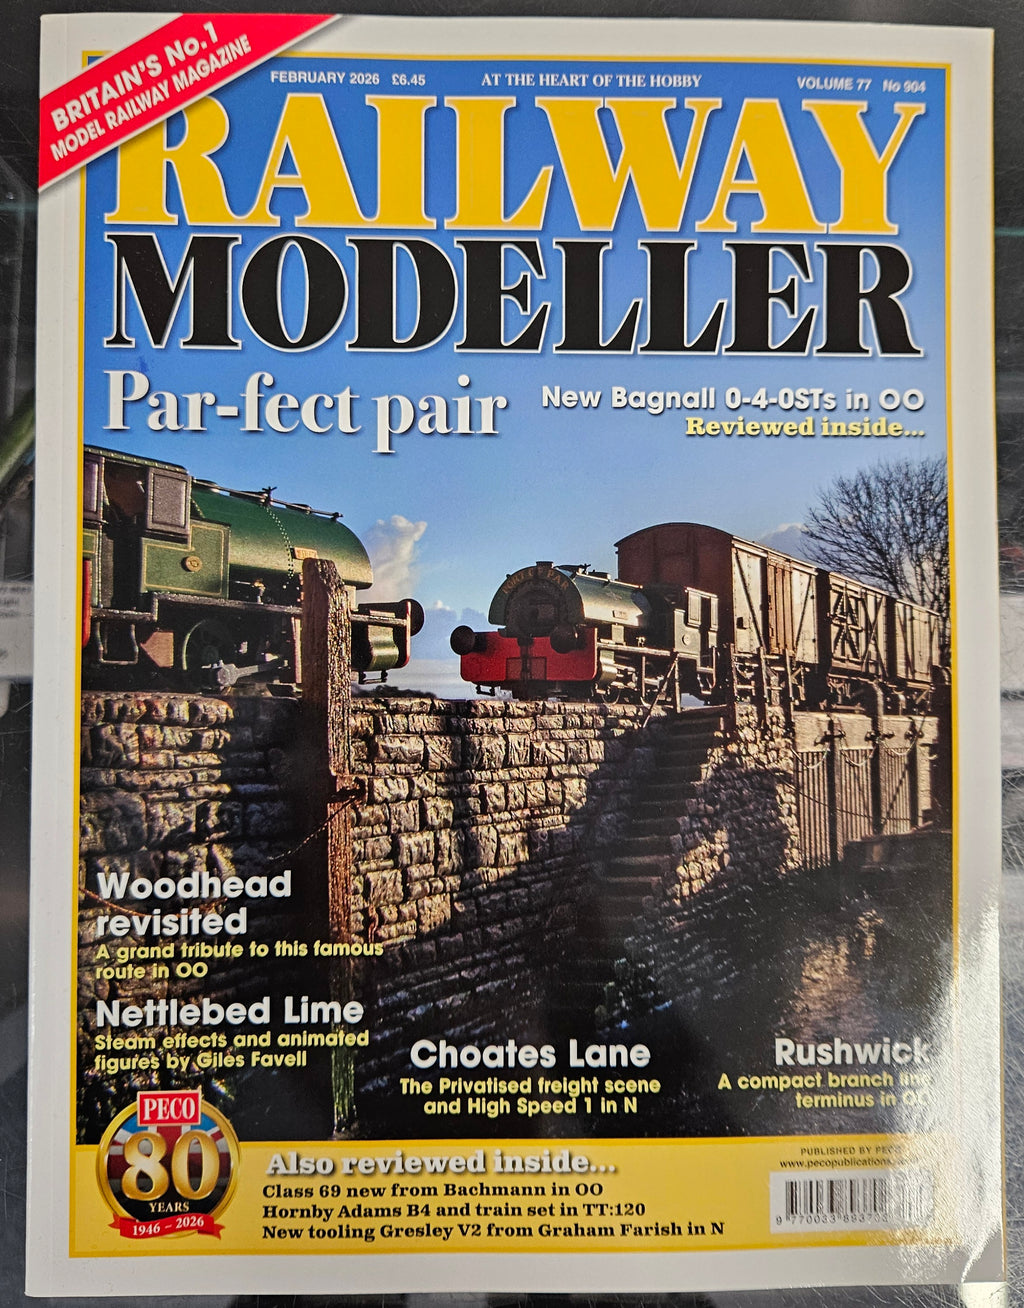 BRITAIN'S No.1
MODEL RAILWAY MAGAZINE
FEBRUARY 2026 £6.45 AT THE HEART OF THE HOBBY VOLUME 77 No 904
RAILWAY
MODELLER
Par-fect pair
New Bagnall 0-4-0STs in OO
Reviewed inside...
Woodhead
revisited
A grand tribute to this famous
route in OO
Nettlebed Lime
Steam effects and animated
figures by Giles Favell
Choates Lane
The Privatised freight scene
and High Speed 1 in N
Rushwick
A compact branch line
terminus in OO
PECO
80
YEARS
1946 – 2026
Also reviewed inside...
Class 69 new from Bachmann in OO
Hornby Adams B4 and train set in TT:120
New tooling Gresley V2 from Graham Farish in N
PUBLISHED BY PECO